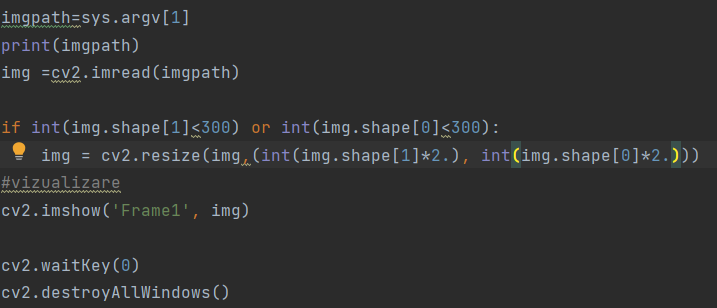 imgpath=sys.argv[1]
print(imgpath)
img =cv2.imread(imgpath)
if int(img.shape[1]<300) or int(img.shape[0]<300):
img = cv2.resize(img,(int(img.shape[1]*2.), int(img.shape[0]*2.)))
#vizualizare
cv2.imshow('Frame1', img)
cv2.waitKey(0)
cv2.destroyAllWindows()